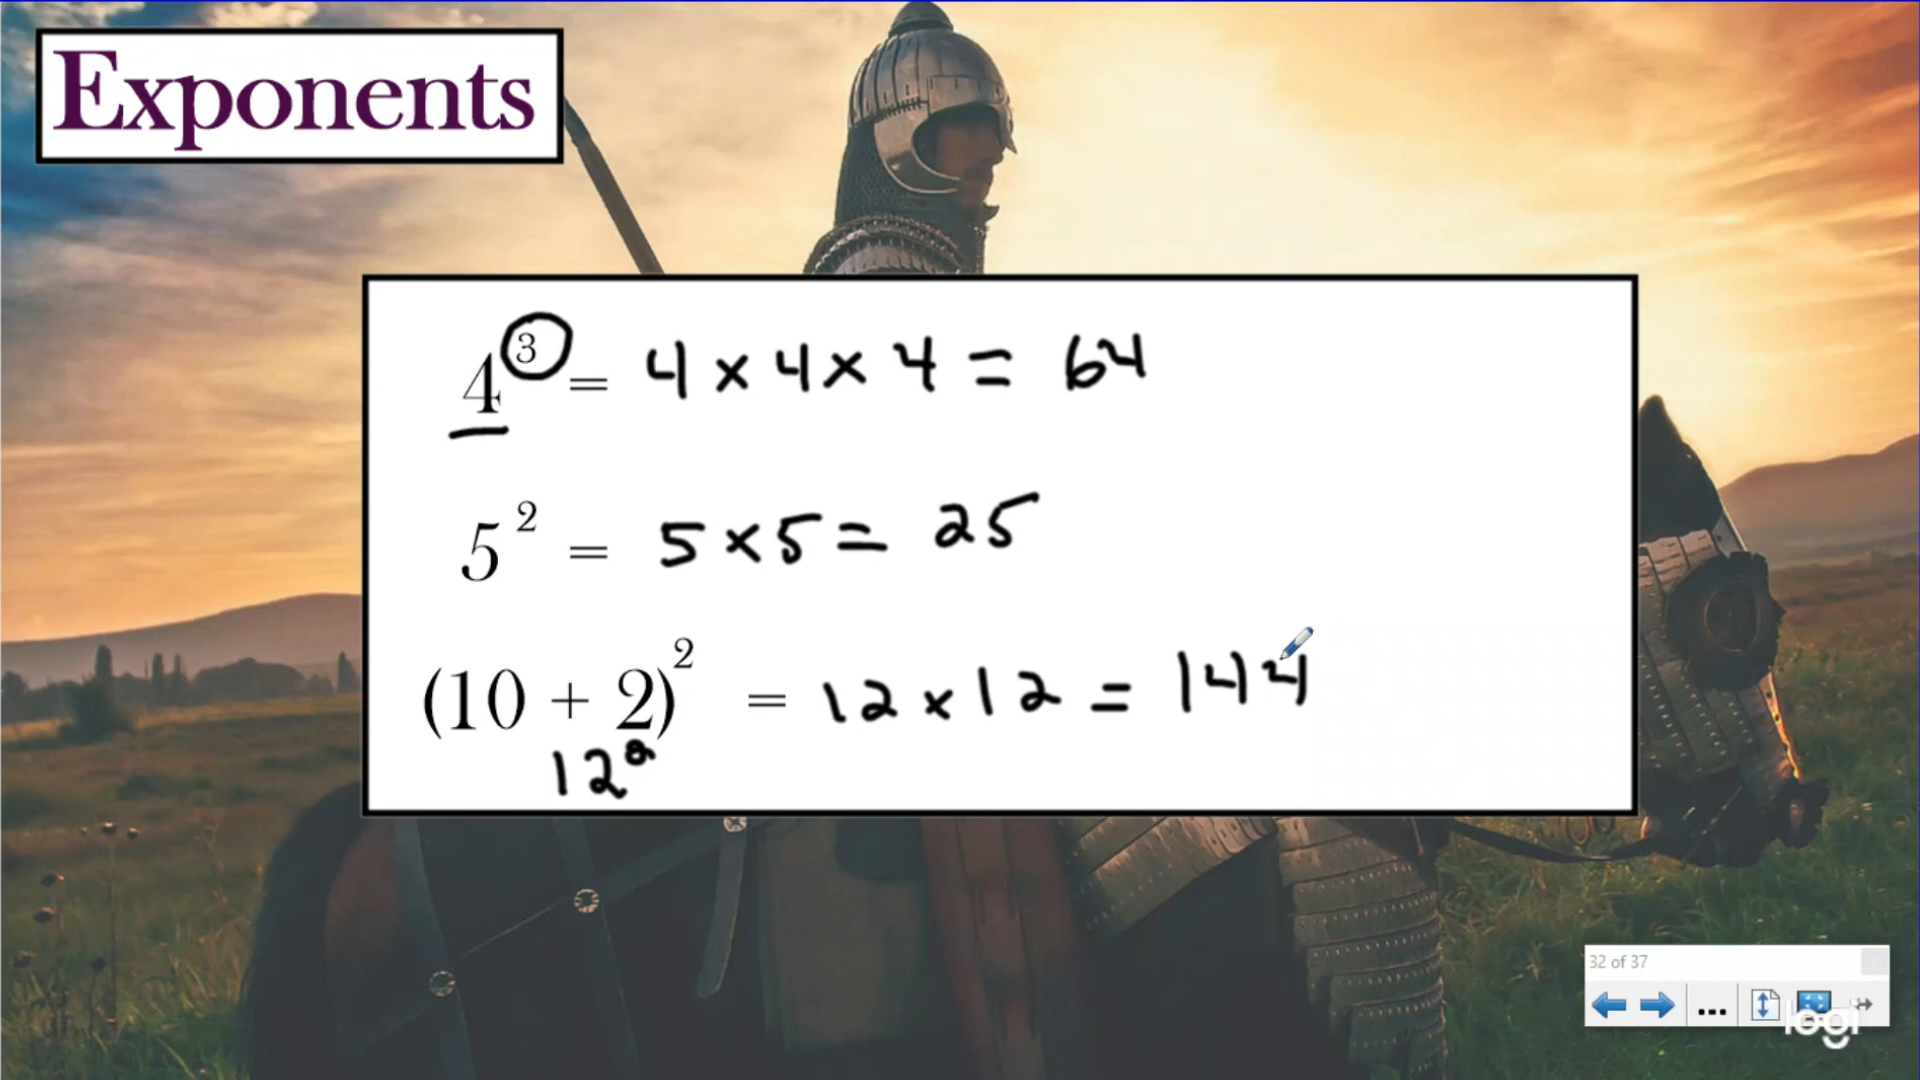 Exponents
4³ = 4 × 4 × 4 = 64
5² = 5 × 5 = 25
(10 + 2)² = 12 × 12 = 144
12²
32 of 37
logi